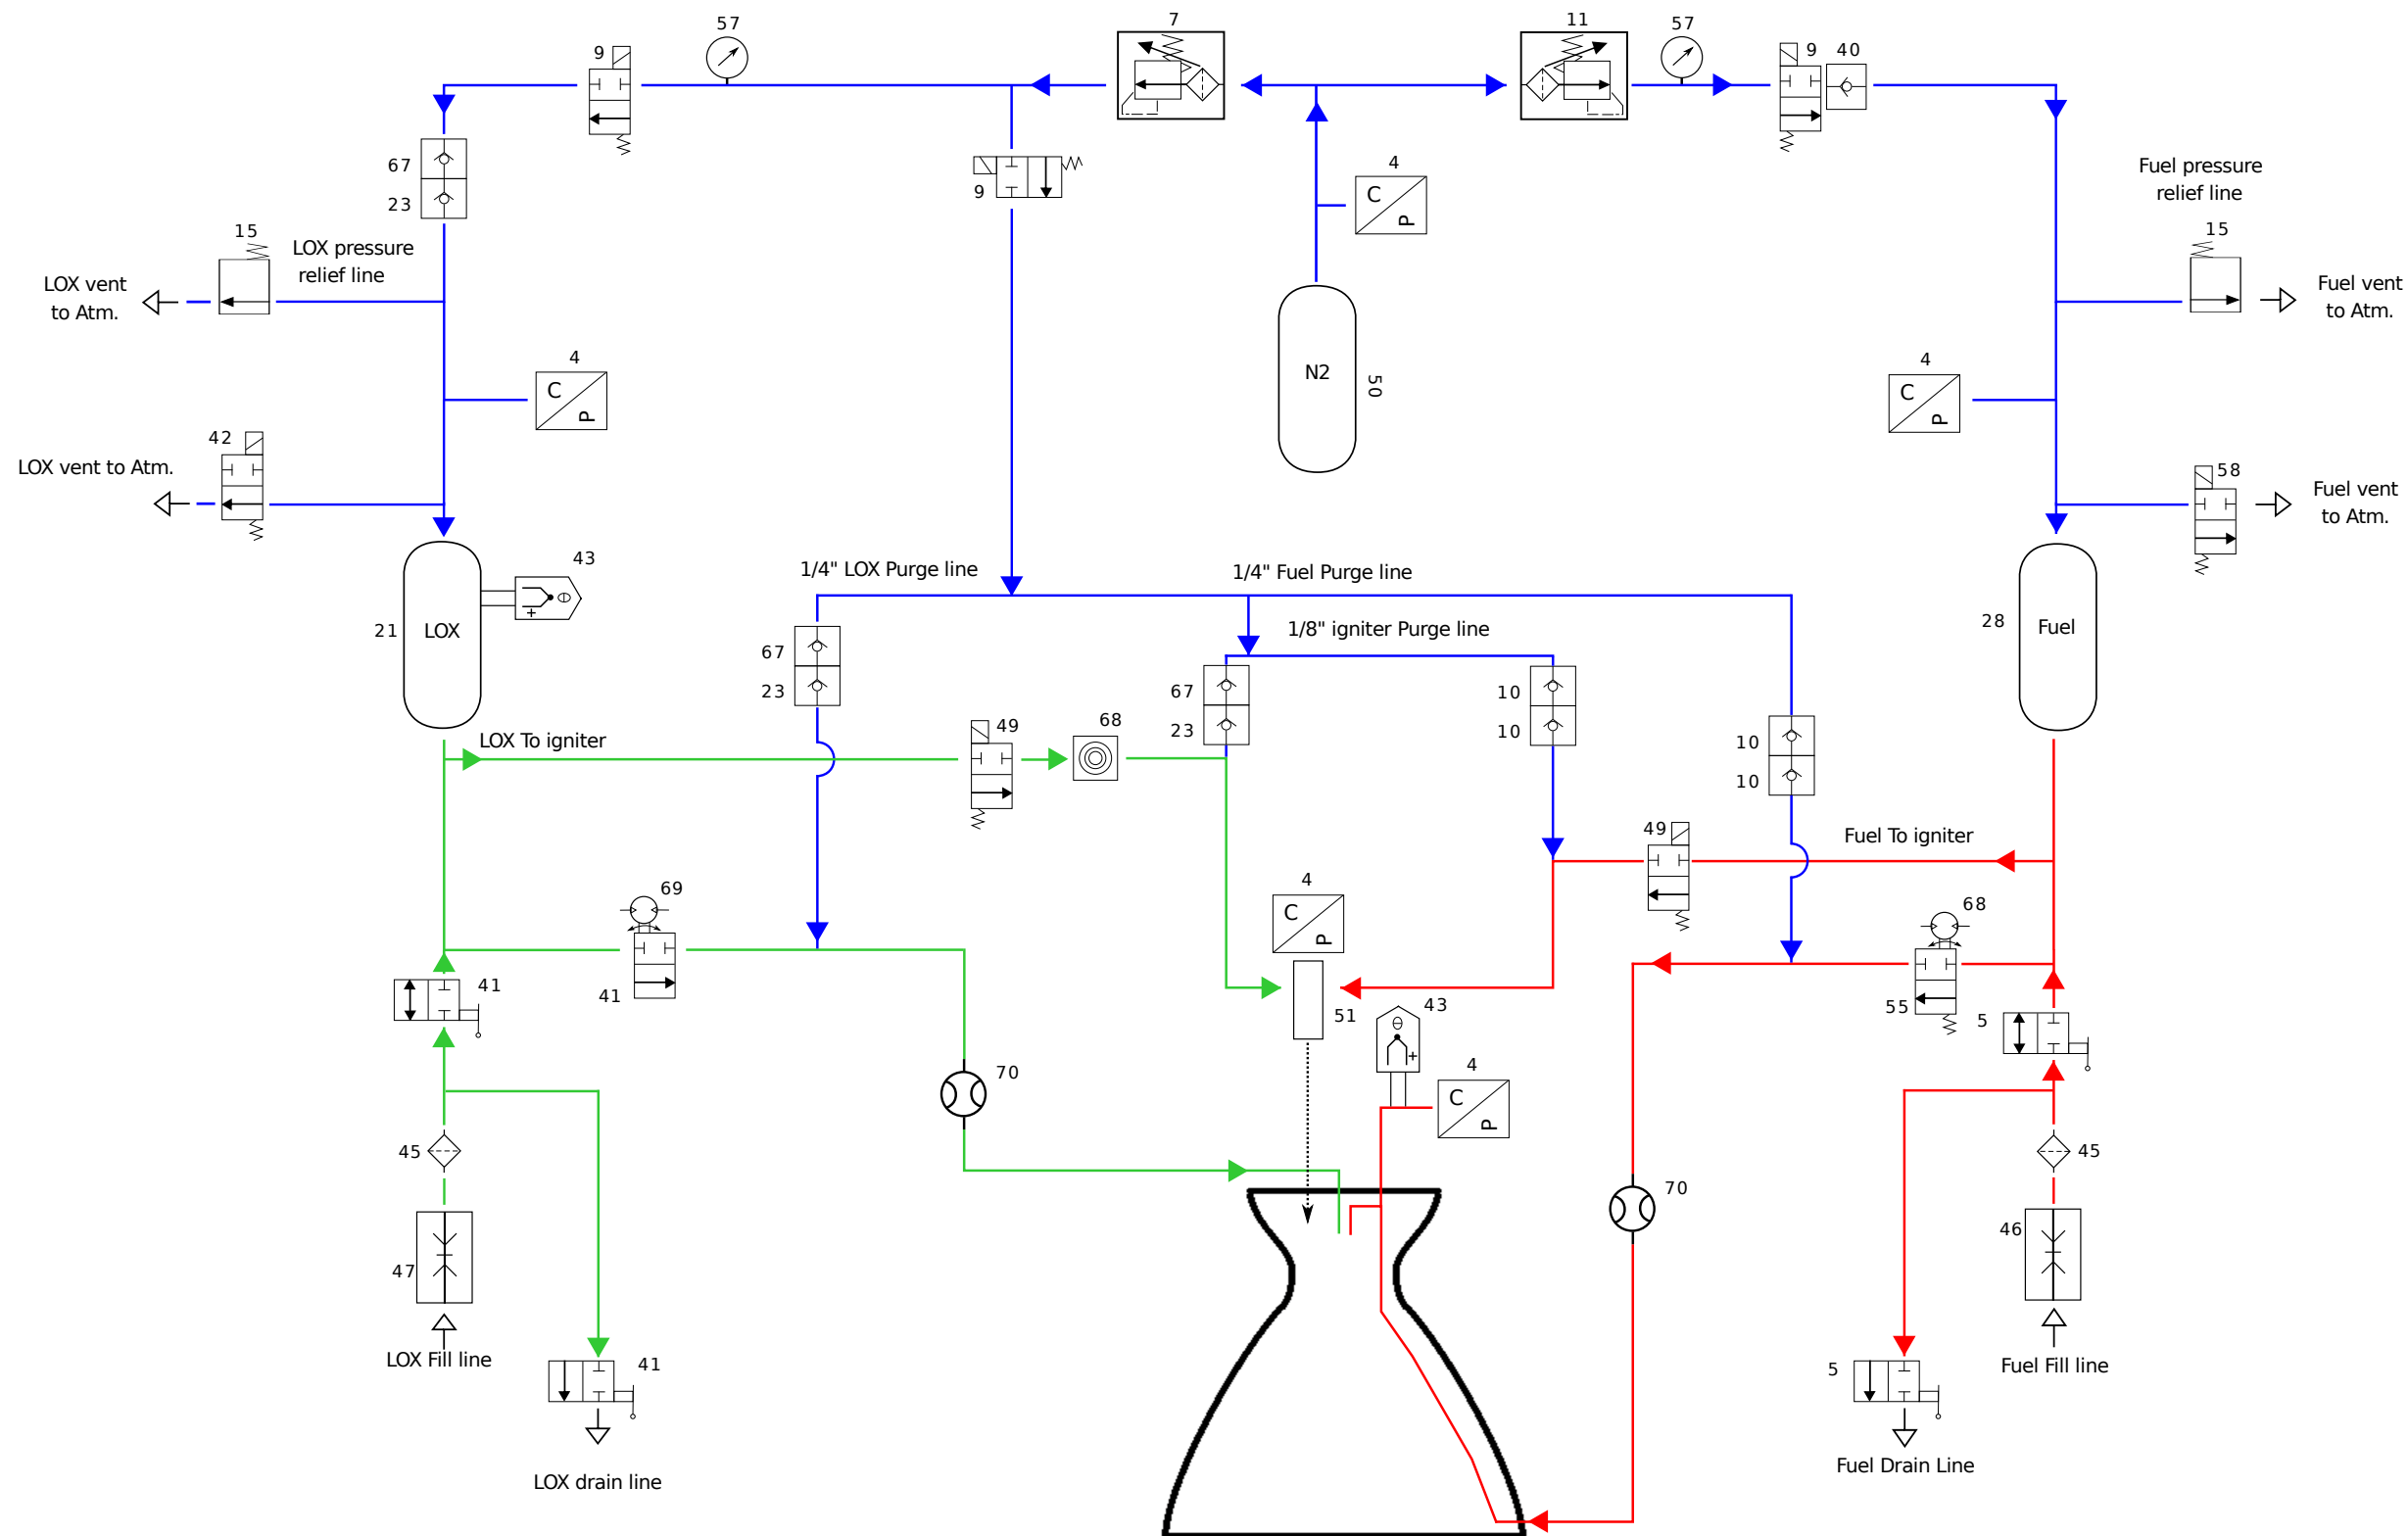 57
7
11
57
9
9
40
67
23
9
4
C
P
Fuel pressure
relief line
15
LOX pressure
relief line
15
LOX vent
to Atm.
Fuel vent
to Atm.
N2
50
4
C
P
4
C
P
42
LOX vent to Atm.
58
Fuel vent
to Atm.
43
θ
+
21
LOX
1/4" LOX Purge line
1/4" Fuel Purge line
1/8" igniter Purge line
28
Fuel
67
23
67
23
10
10
10
10
LOX To igniter
49
68
49
Fuel To igniter
69
41
4
C
P
68
55
41
51
43
θ
+
5
70
4
C
P
45
45
70
47
46
LOX Fill line
41
5
Fuel Fill line
LOX drain line
Fuel Drain Line